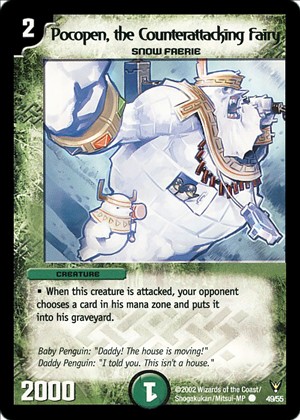 2
Pocopen, the Counterattacking Fairy
SNOW FAERIE
CREATURE
• When this creature is attacked, your opponent
chooses a card in his mana zone and puts it
into his graveyard.
Baby Penguin: "Daddy! The house is moving!"
Daddy Penguin: "I told you. This isn't a house."
2000
1
©2002 Wizards of the Coast/
Shogakukan/Mitsui-MP
49/55